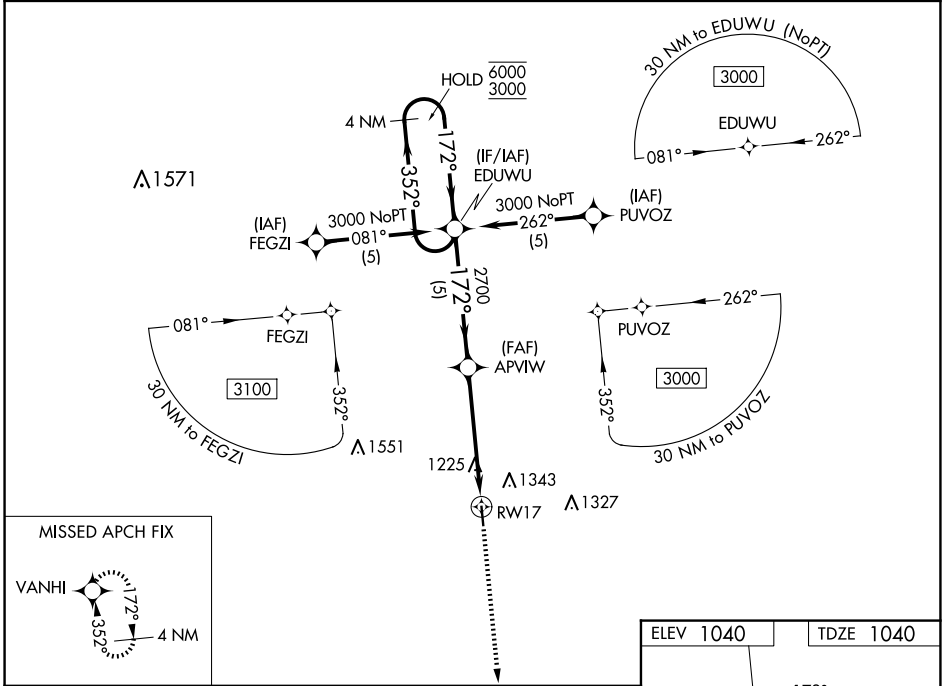 30 NM to EDUWU (NoPT)
3000
EDUWU
081°
262°
HOLD 6000
3000
4 NM
172°
352°
(IF/IAF)
EDUWU
1571
(IAF)
FEGZI
3000 NoPT
081°
(5)
3000 NoPT
262°
(5)
(IAF)
PUVOZ
2700
172°
(5)
(FAF)
APVIW
081°
FEGZI
3100
352°
30 NM to FEGZI
262°
PUVOZ
3000
352°
30 NM to PUVOZ
1551
1225
1343
1327
RW17
MISSED APCH FIX
VANHI
172°
352°
4 NM
ELEV 1040
TDZE 1040